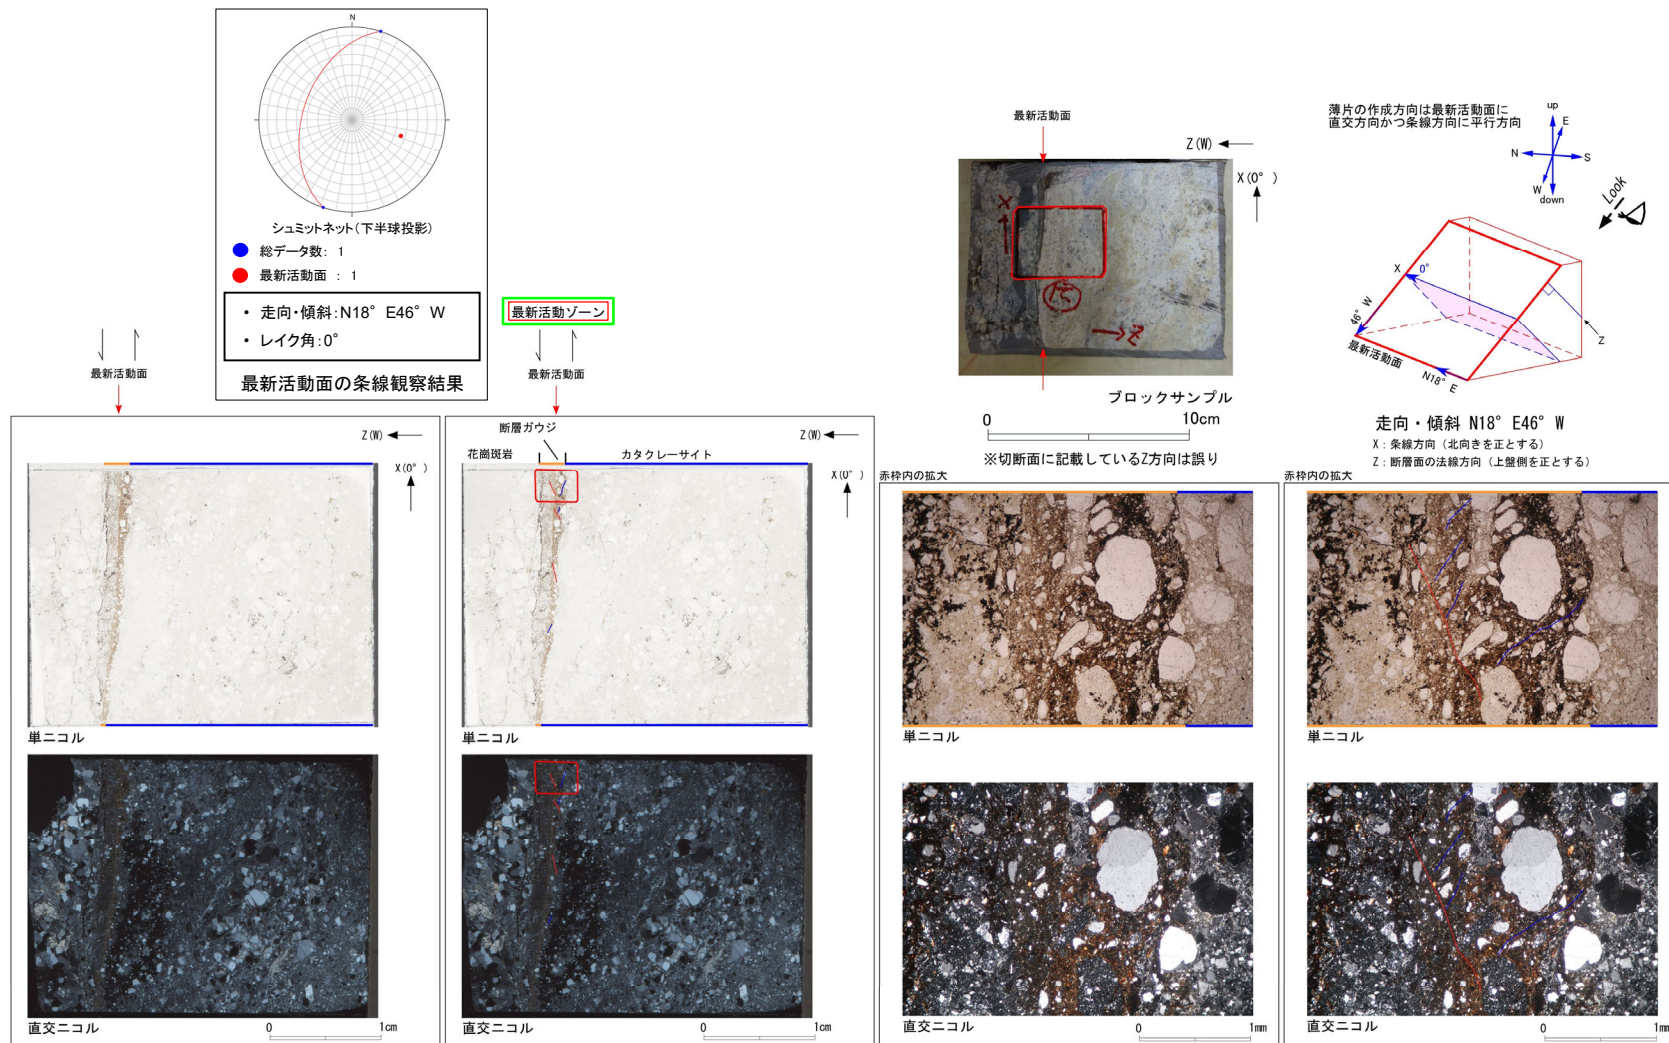 N
シュミットネット(下半球投影)
総データ数: 1
最新活動面 : 1
・ 走向・傾斜:N18° E46° W
・ レイク角:0°
最新活動面の条線観察結果
最新活動面
Z(W)
X(0°)
単ニコル
直交ニコル
0 1cm
最新活動ゾーン
最新活動面
断層ガウジ
花崗斑岩
カタクレーサイト
Z(W)
X(0°)
単ニコル
直交ニコル
0 1cm
最新活動面
Z(W)
X(0°)
X
Z
ブロックサンプル
0 10cm
※切断面に記載しているZ方向は誤り
薄片の作成方向は最新活動面に
直交方向かつ条線方向に平行方向
up
E
N
S
W
down
Look
X
0°
46° W
最新活動面
N18° E
Z
走向・傾斜 N18° E46° W
X:条線方向(北向きを正とする)
Z:断層面の法線方向(上盤側を正とする)
赤枠内の拡大
単ニコル
直交ニコル
0 1mm
赤枠内の拡大
単ニコル
直交ニコル
0 1mm